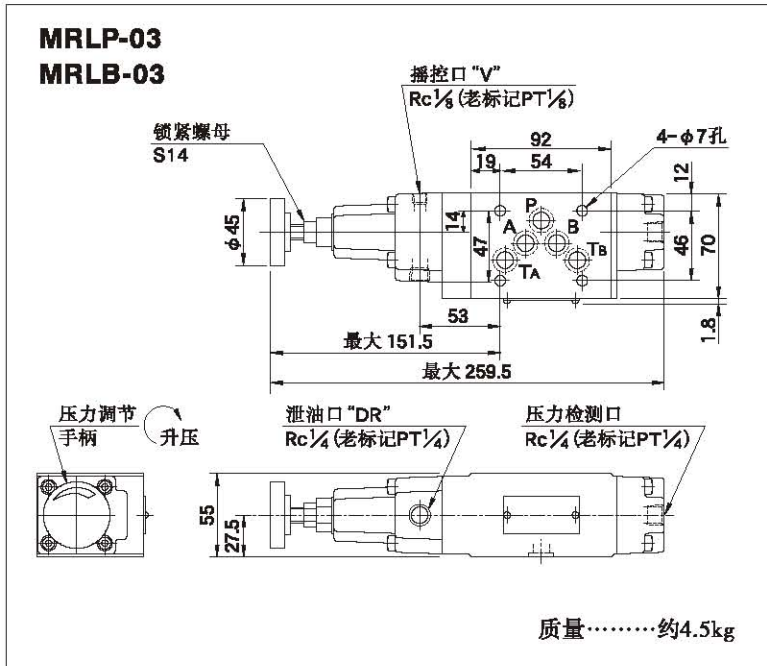 MRLP-03
MRLB-03
摇控口“V”
Rc1/8(老标记PT1/8)
锁紧螺母
S14
92
19
54
4-φ7孔
12
φ45
14
47
P
A
B
TA
TB
46
70
1.8
53
最大 151.5
最大 259.5
压力调节
手柄
升压
泄油口“DR”
Rc1/4(老标记PT1/4)
压力检测口
Rc1/4(老标记PT1/4)
55
27.5
质量………约4.5kg